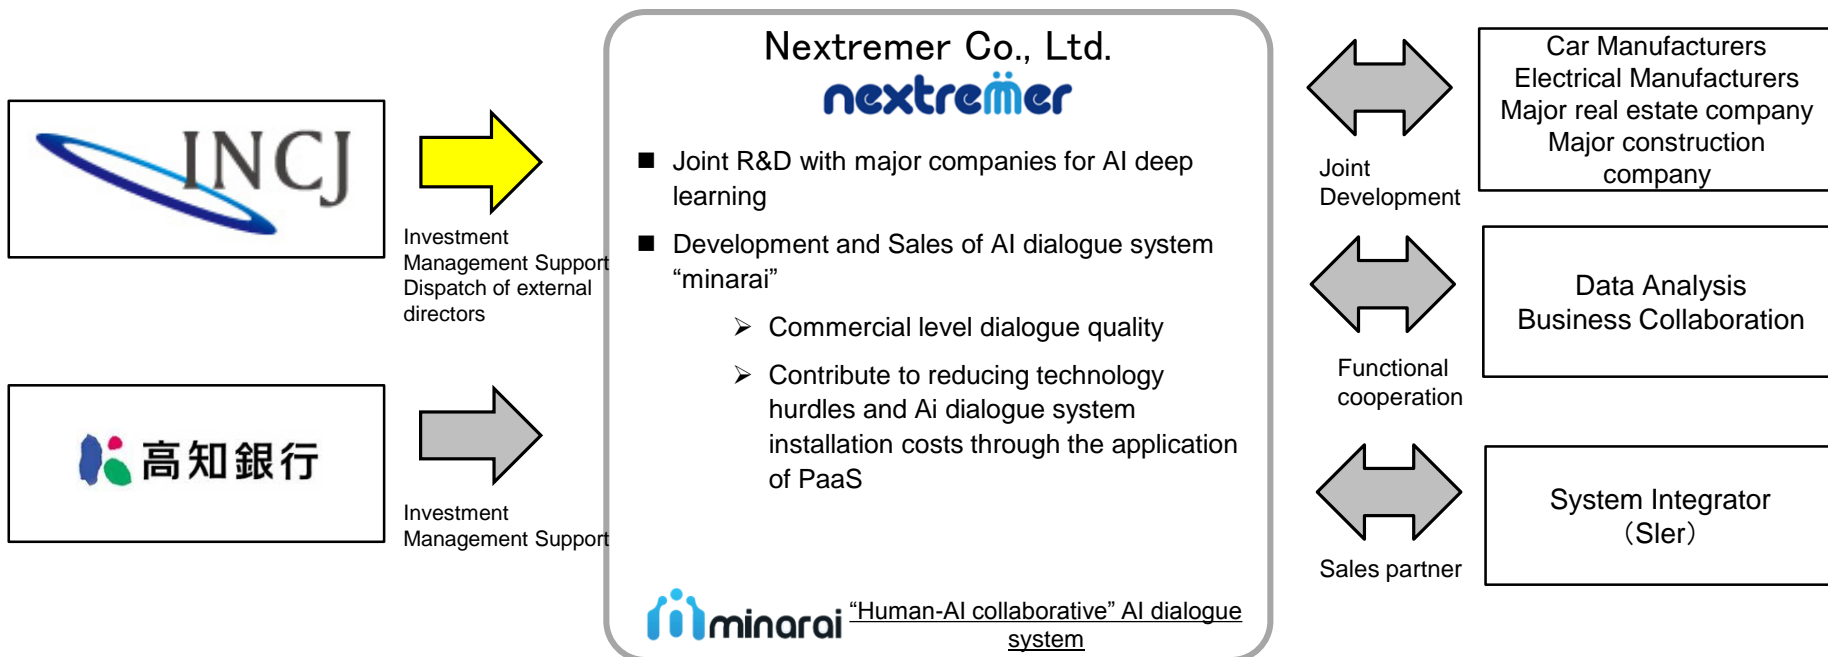 INCJ
Investment
Management Support
Dispatch of external
directors
高知銀行
Investment
Management Support
Nextremer Co., Ltd.
nextremer
■ Joint R&D with major companies for AI deep
learning
■ Development and Sales of AI dialogue system
“minarai”
➢ Commercial level dialogue quality
➢ Contribute to reducing technology
hurdles and Ai dialogue system
installation costs through the application
of PaaS
minarai “Human-AI collaborative” AI dialogue
system
Joint
Development
Car Manufacturers
Electrical Manufacturers
Major real estate company
Major construction
company
Functional
cooperation
Data Analysis
Business Collaboration
Sales partner
System Integrator
（SIer）